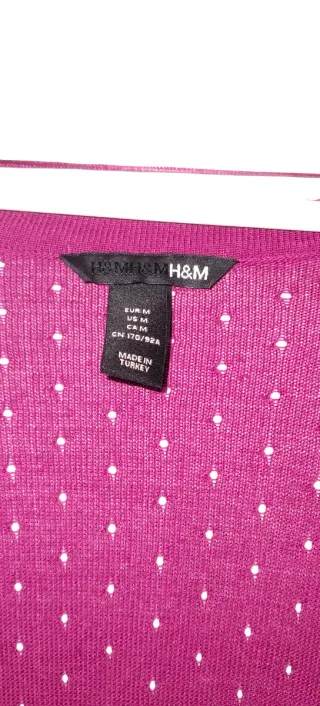 H&MH&MH&M
EUR M
US M
CA M
CN 170/92A
MADE IN
TURKEY